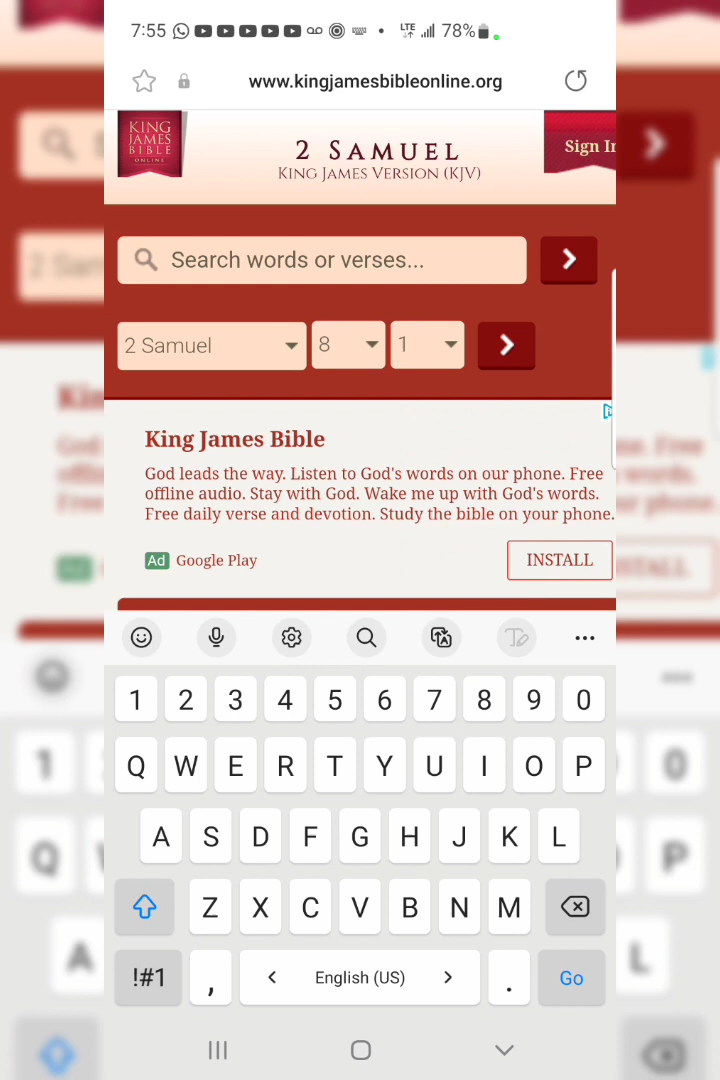 7:55 LTE 78%
www.kingjamesbibleonline.org
KING
JAMES
BIBLE
ONLINE
2 SAMUEL
KING JAMES VERSION (KJV)
Sign In
Search words or verses...
2 Samuel 8 1
King James Bible
God leads the way. Listen to God's words on our phone. Free
offline audio. Stay with God. Wake me up with God's words.
Free daily verse and devotion. Study the bible on your phone.
Ad Google Play INSTALL
1 2 3 4 5 6 7 8 9 0
Q W E R T Y U I O P
A S D F G H J K L
Z X C V B N M
!#1 , < English (US) > . Go